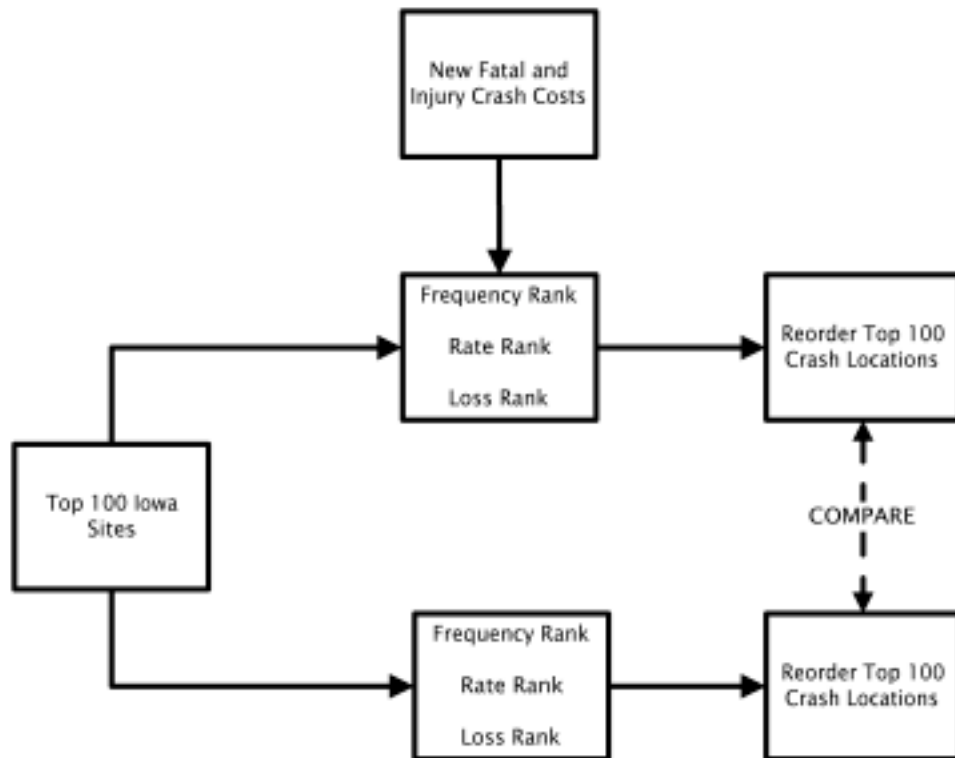 New Fatal and
Injury Crash Costs
Frequency Rank
Rate Rank
Loss Rank
Reorder Top 100
Crash Locations
Top 100 Iowa
Sites
COMPARE
Frequency Rank
Rate Rank
Loss Rank
Reorder Top 100
Crash Locations